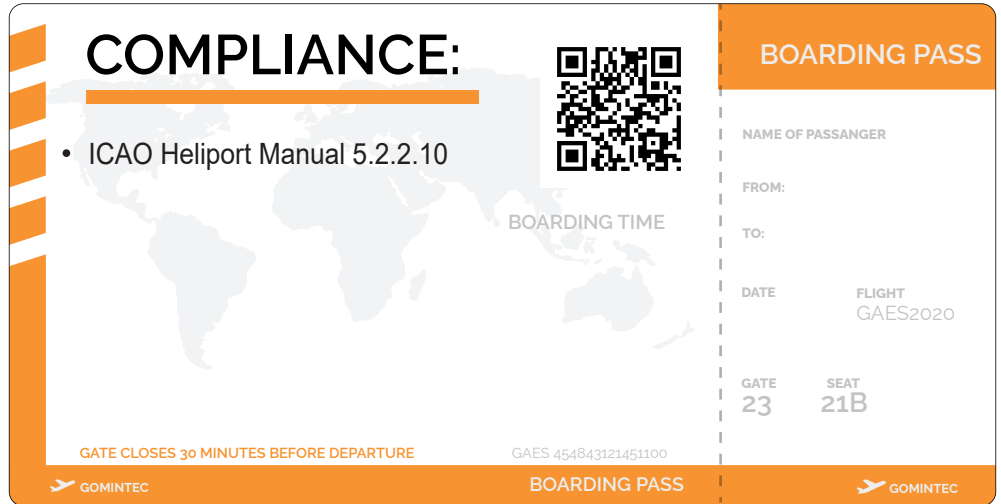 COMPLIANCE:
• ICAO Heliport Manual 5.2.2.10
BOARDING TIME
GATE CLOSES 30 MINUTES BEFORE DEPARTURE
GAES 454843121451100
GOMINTEC
BOARDING PASS
BOARDING PASS
NAME OF PASSANGER
FROM:
TO:
DATE
FLIGHT
GAES2020
GATE
SEAT
23
21B
GOMINTEC